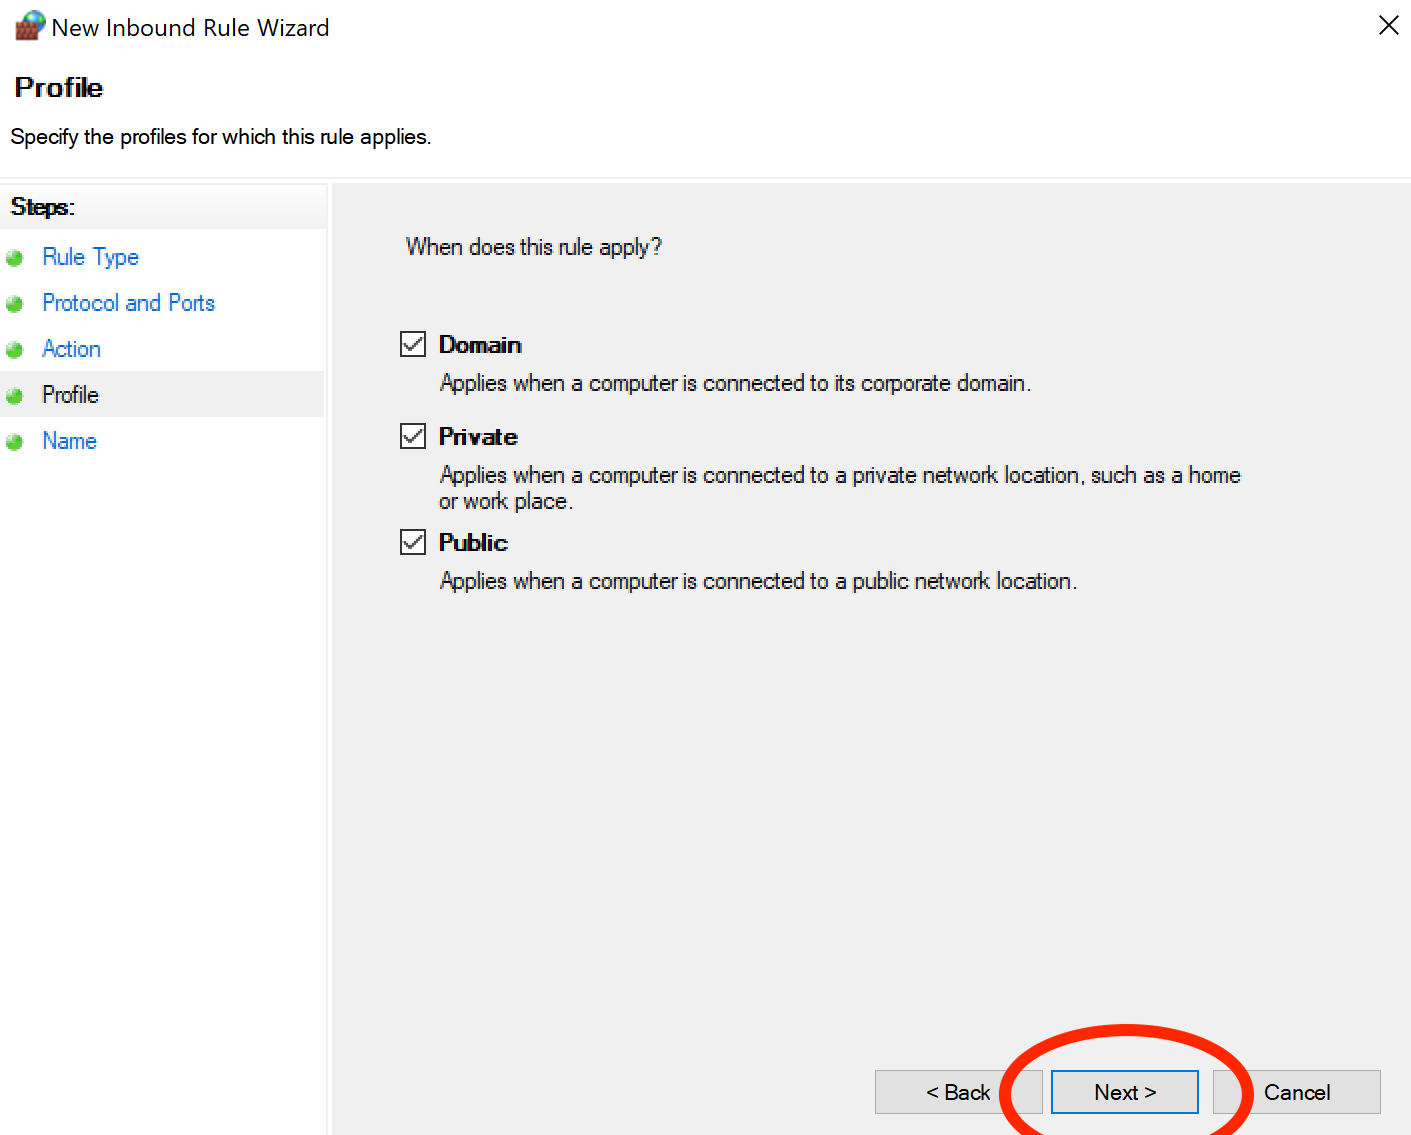 New Inbound Rule Wizard
Profile
Specify the profiles for which this rule applies.
Steps:
Rule Type
Protocol and Ports
Action
Profile
Name
When does this rule apply?
Domain
Applies when a computer is connected to its corporate domain.
Private
Applies when a computer is connected to a private network location, such as a home
or work place.
Public
Applies when a computer is connected to a public network location.
< Back
Next >
Cancel